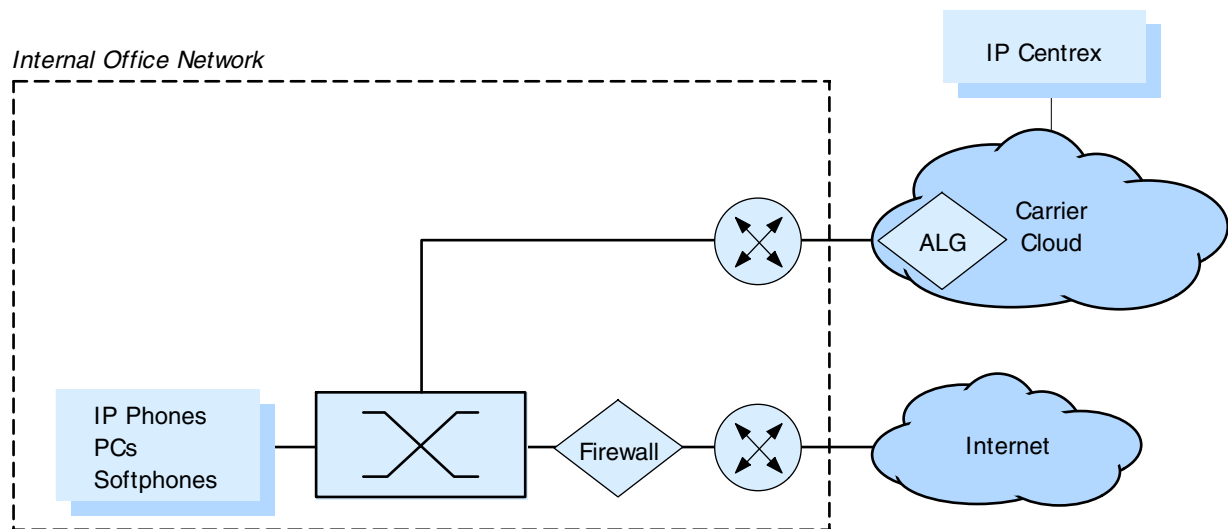 Internal Office Network
IP Centrex
Carrier
Cloud
ALG
IP Phones
PCs
Softphones
Firewall
Internet